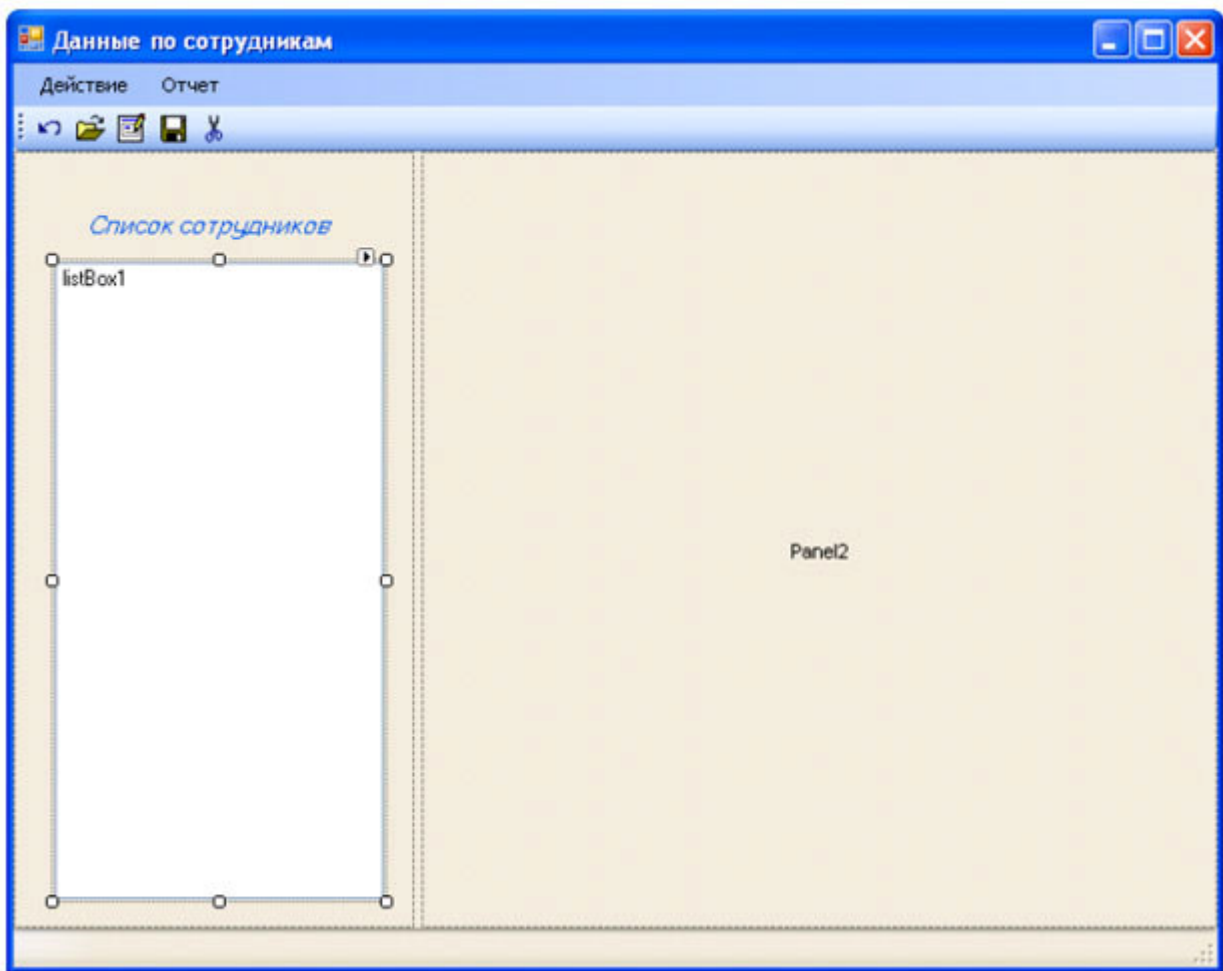 Данные по сотрудникам
Действие Отчет
Список сотрудников
listBox1
Panel2